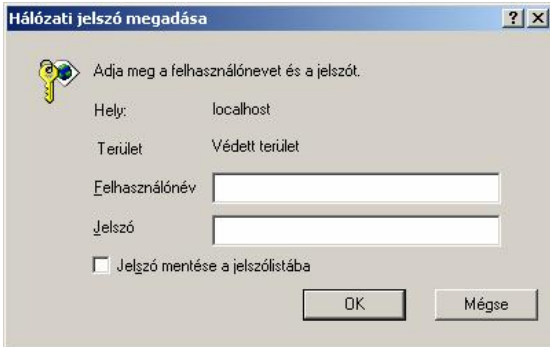 Hálózati jelszó megadása
Adja meg a felhasználónevet és a jelszót.
Hely: localhost
Terület Védett terület
Felhasználónév
Jelszó
Jelszó mentése a jelszólistába
OK Mégse